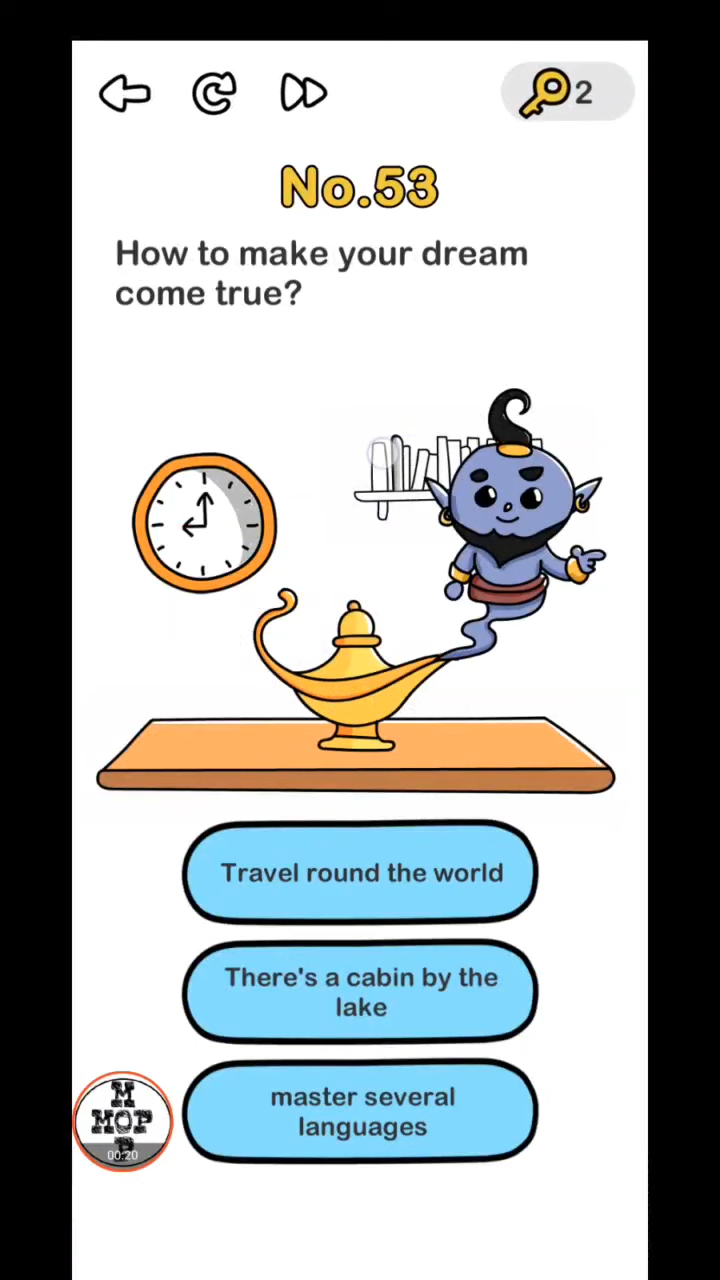 2
No.53
How to make your dream
come true?
Travel round the world
There's a cabin by the
lake
master several
languages
M
MOP
P
00:20